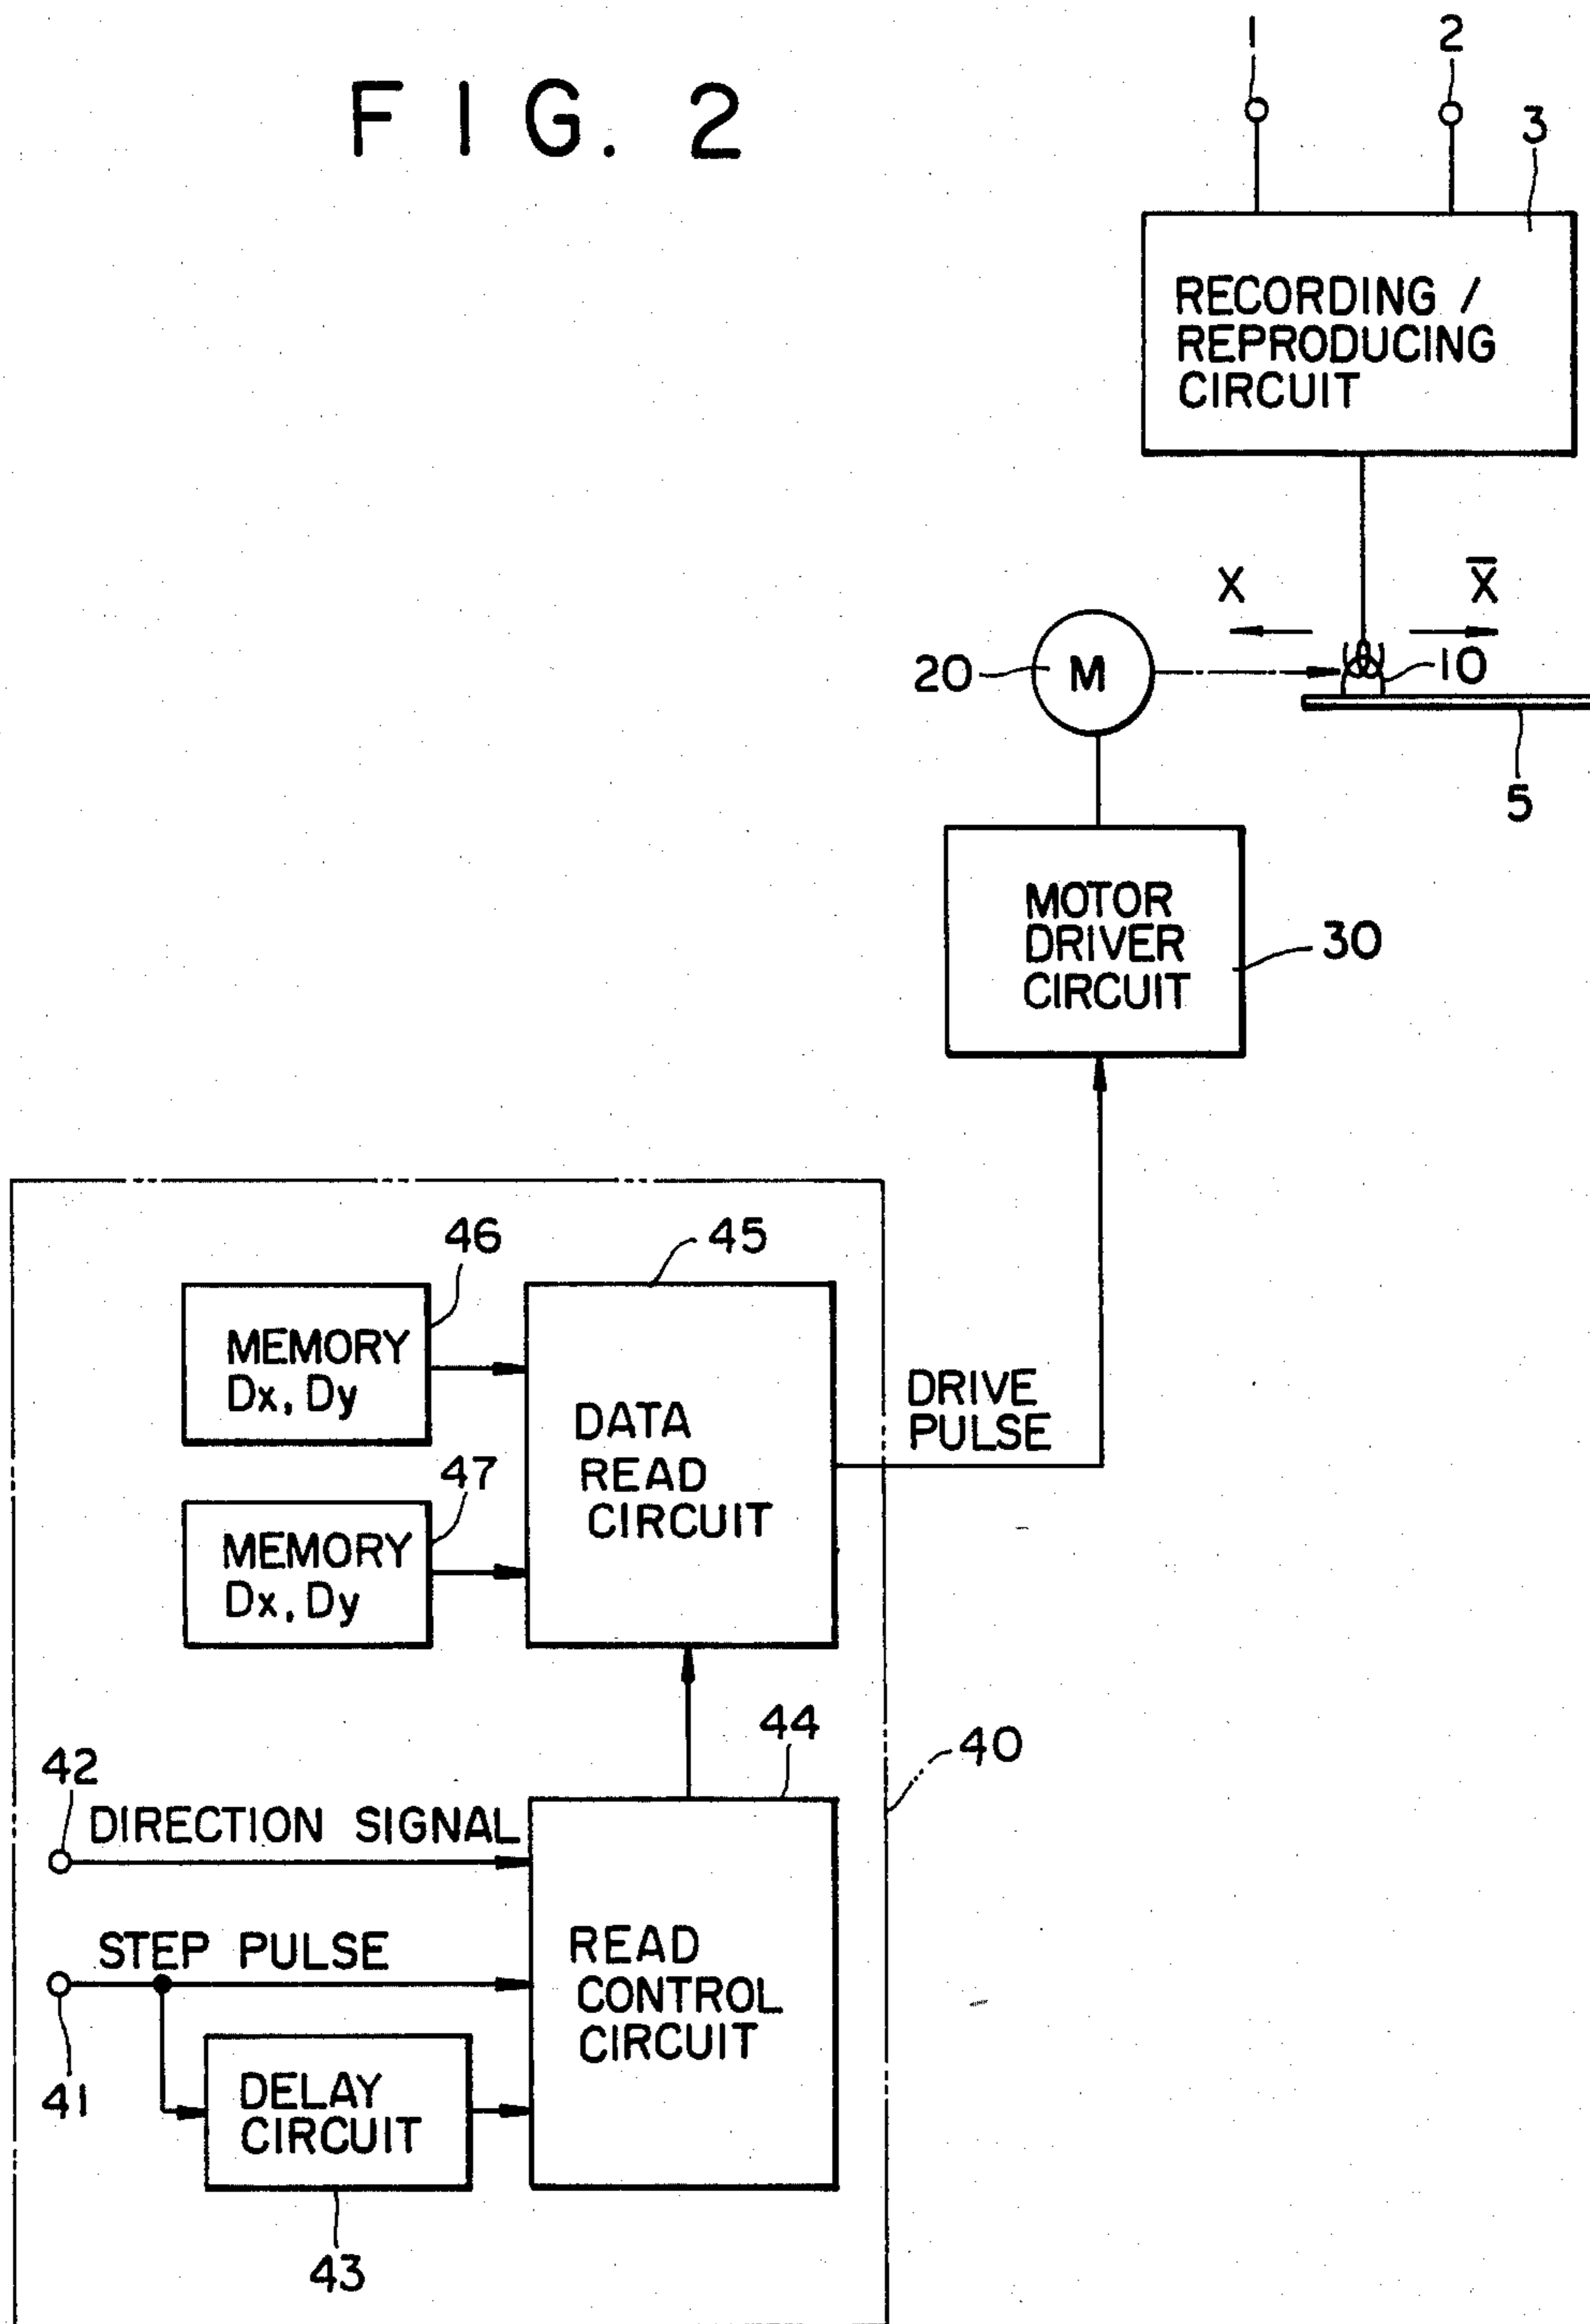 FIG. 2
1
2
3
RECORDING /
REPRODUCING
CIRCUIT
X
X̅
20
M
10
5
MOTOR
DRIVER
CIRCUIT
30
46
45
MEMORY
Dx, Dy
DATA
READ
CIRCUIT
DRIVE
PULSE
47
MEMORY
Dx, Dy
44
40
42
DIRECTION SIGNAL
STEP PULSE
READ
CONTROL
CIRCUIT
41
DELAY
CIRCUIT
43